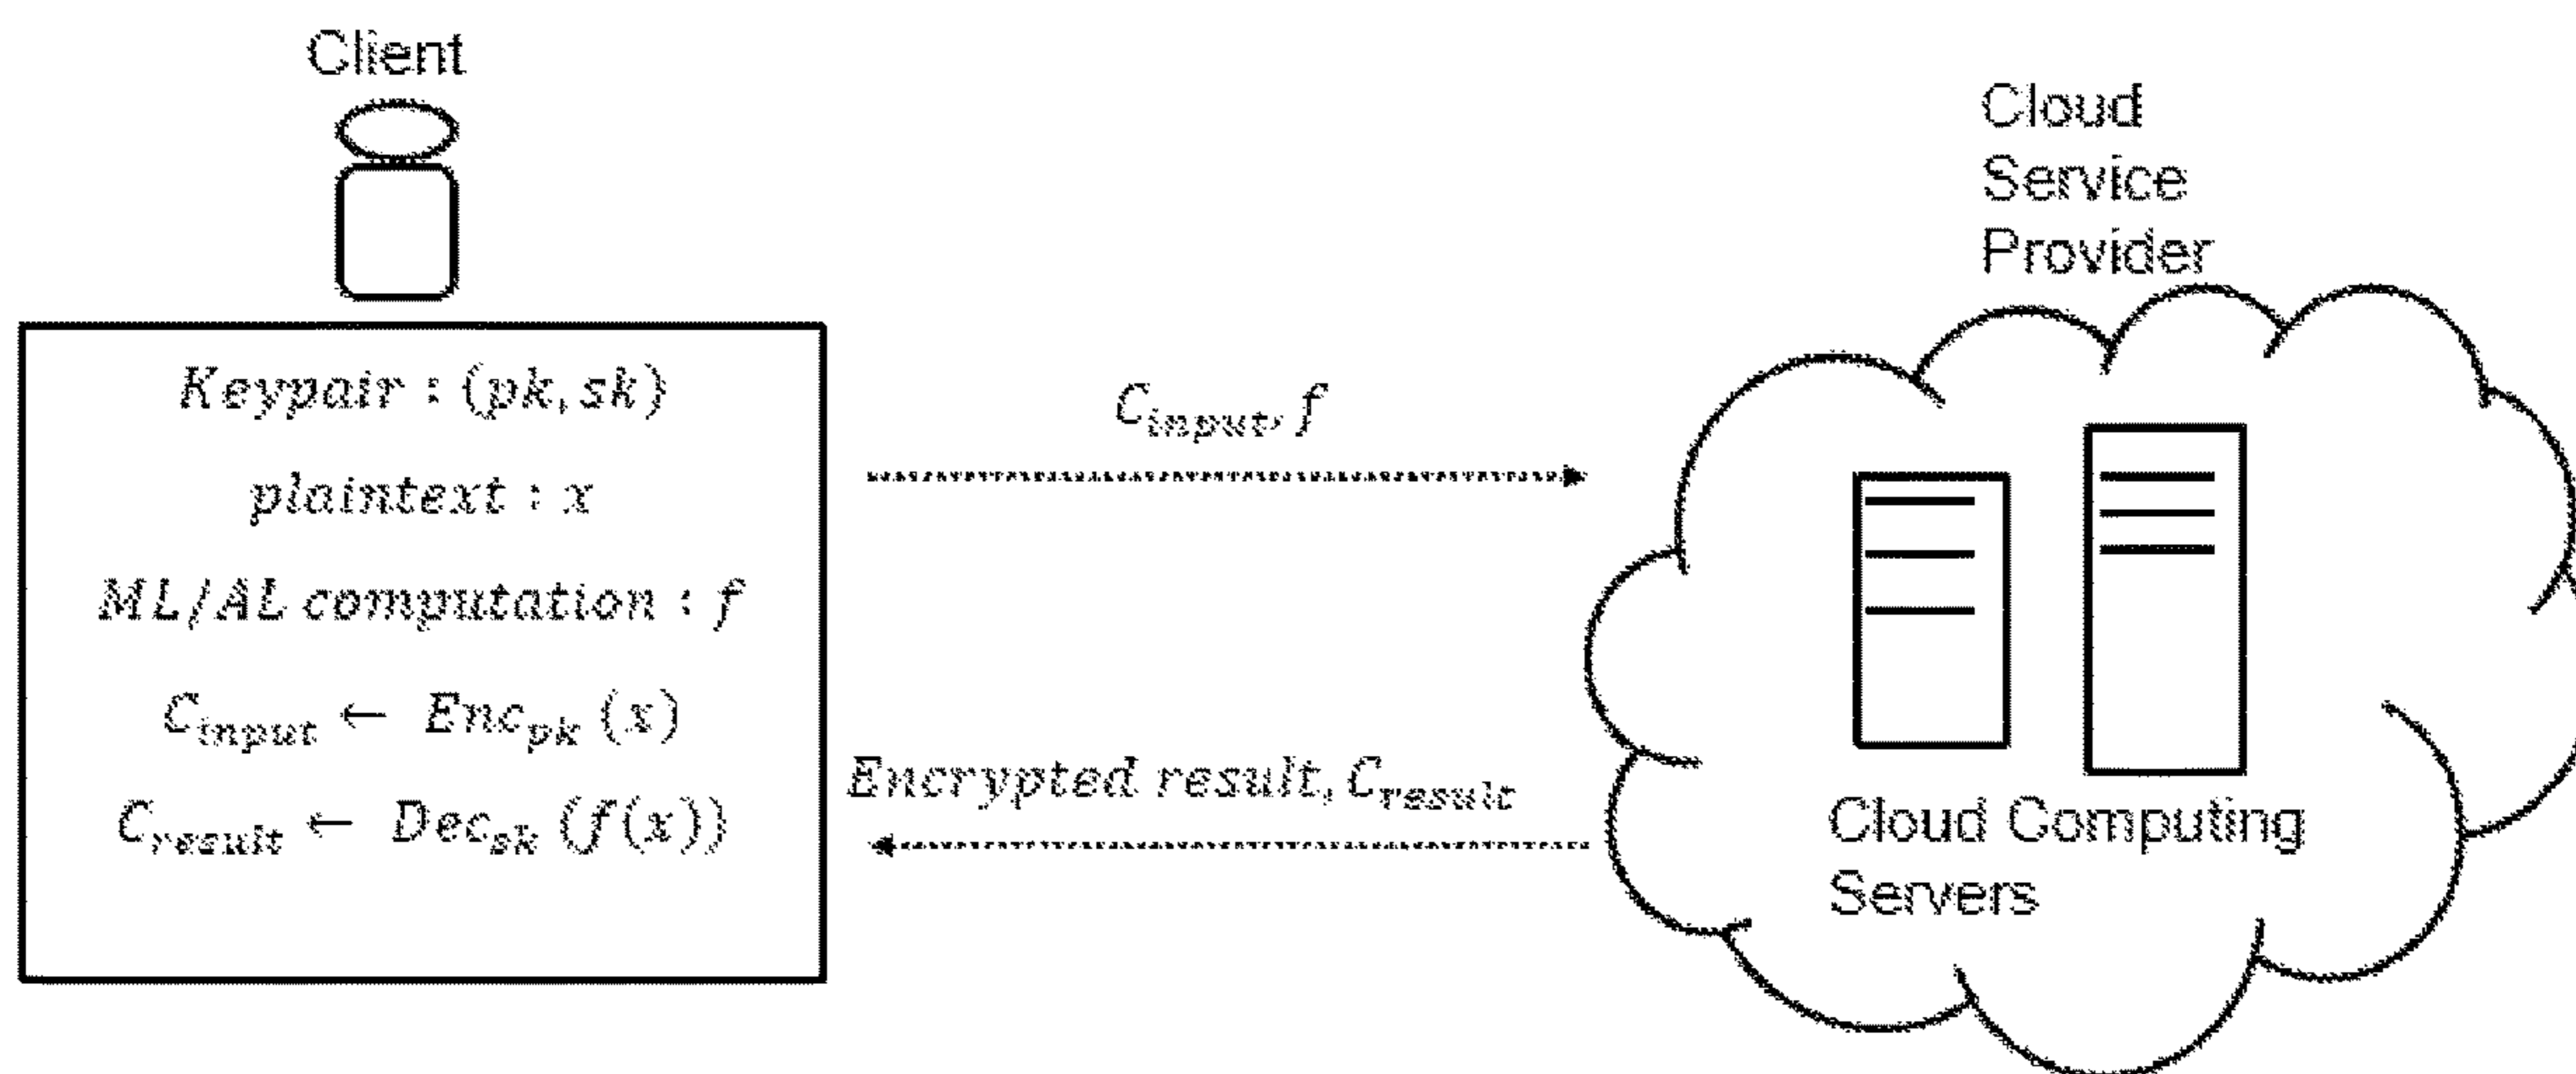 Client
Keypair : (pk, sk)
plaintext : x
ML/AL computation : f
C_input ← Enc_pk (x)
C_result ← Dec_sk (f(x))
C_input, f
Encrypted result, C_result
Cloud
Service
Provider
Cloud Computing
Servers